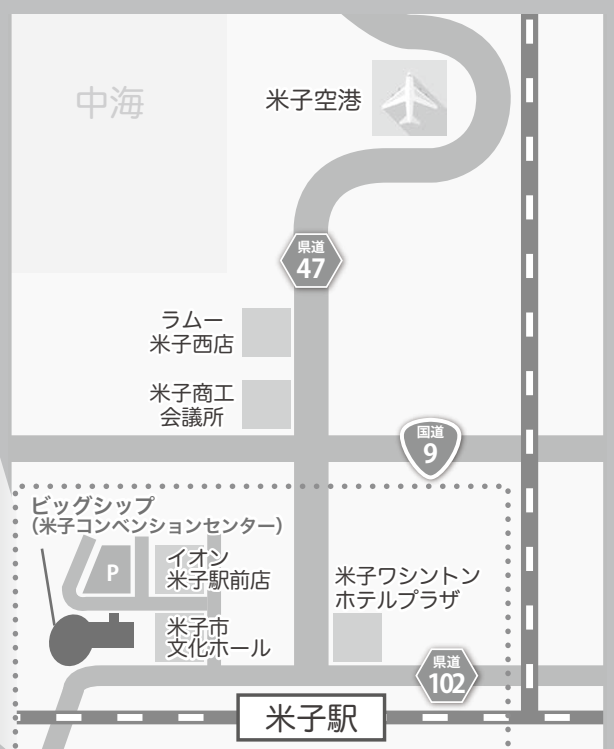 中海
米子空港
県道
47
ラムー
米子西店
米子商工
会議所
国道
9
ビッグシップ
（米子コンベンションセンター）
P
イオン
米子駅前店
米子ワシントン
ホテルプラザ
米子市
文化ホール
県道
102
米子駅